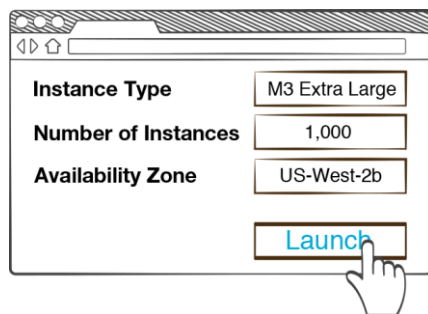 Instance Type M3 Extra Large
Number of Instances 1,000
Availability Zone US-West-2b
Launch